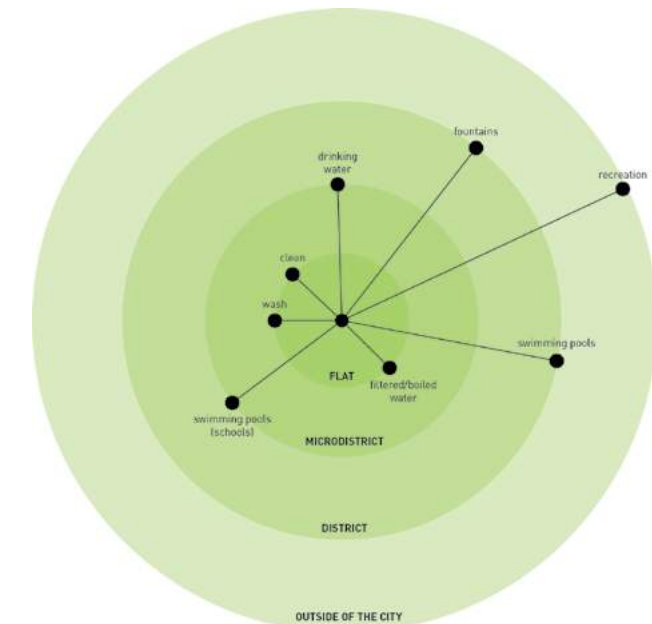 fountains
drinking
water
recreation
clean
wash
swimming pools
FLAT
filtered/boiled
water
swimming pools
(schools)
MICRODISTRICT
DISTRICT
OUTSIDE OF THE CITY